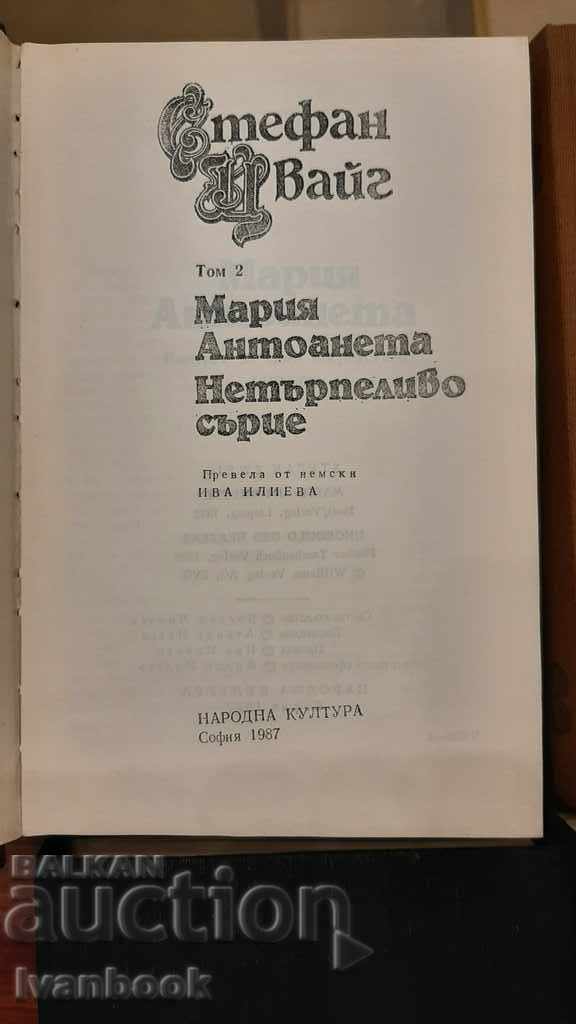 Стефан
Цвайг
Том 2
Мария
Антоанета
Нетърпеливо
сърце
Превела от немски
ИВА ИЛИЕВА
НАРОДНА КУЛТУРА
София 1987
BALKAN
auction
Ivanbook